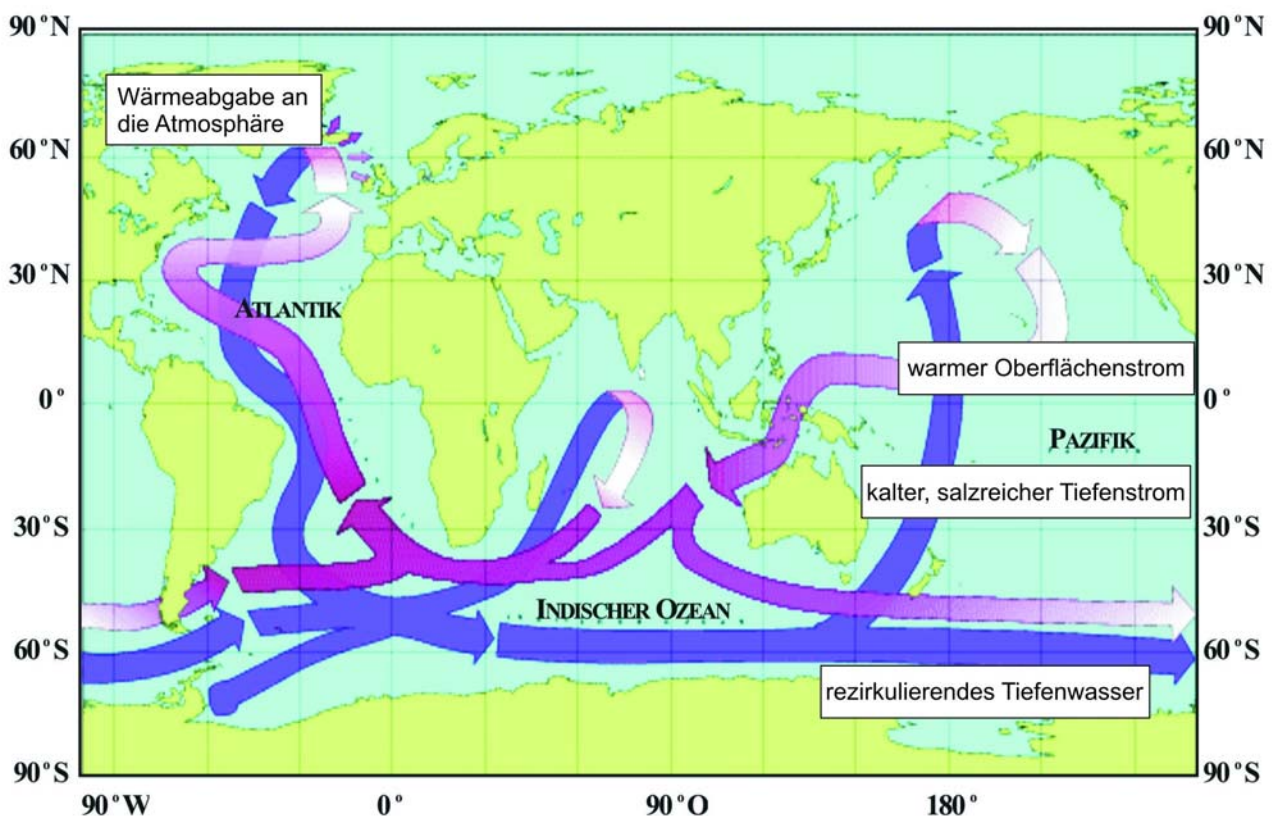 90°N
90°N
Wärmeabgabe an
die Atmosphäre
60°N
60°N
30°N
30°N
ATLANTIK
warmer Oberflächenstrom
0°
0°
PAZIFIK
kalter, salzreicher Tiefenstrom
30°S
30°S
INDISCHER OZEAN
60°S
60°S
rezirkulierendes Tiefenwasser
90°S
90°S
90°W
0°
90°O
180°